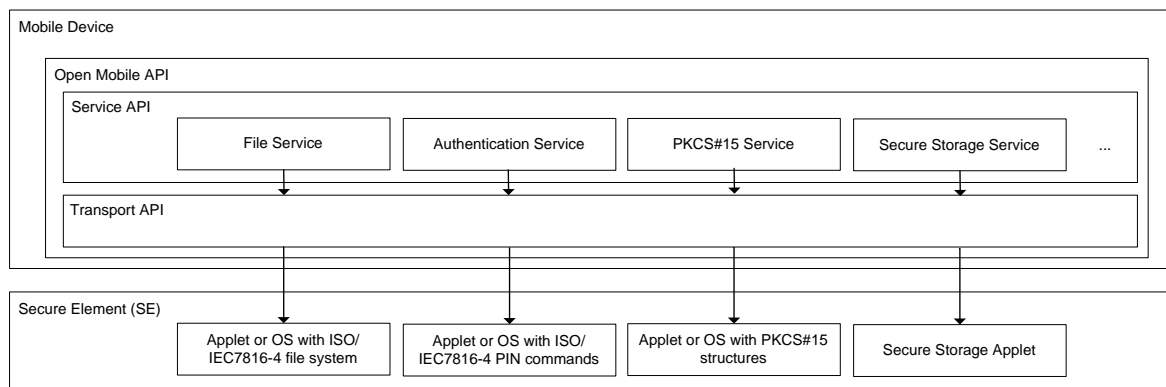 Mobile Device
Open Mobile API
Service API
File Service
Authentication Service
PKCS#15 Service
Secure Storage Service
...
Transport API
Secure Element (SE)
Applet or OS with ISO/
IEC7816-4 file system
Applet or OS with ISO/
IEC7816-4 PIN commands
Applet or OS with PKCS#15
structures
Secure Storage Applet